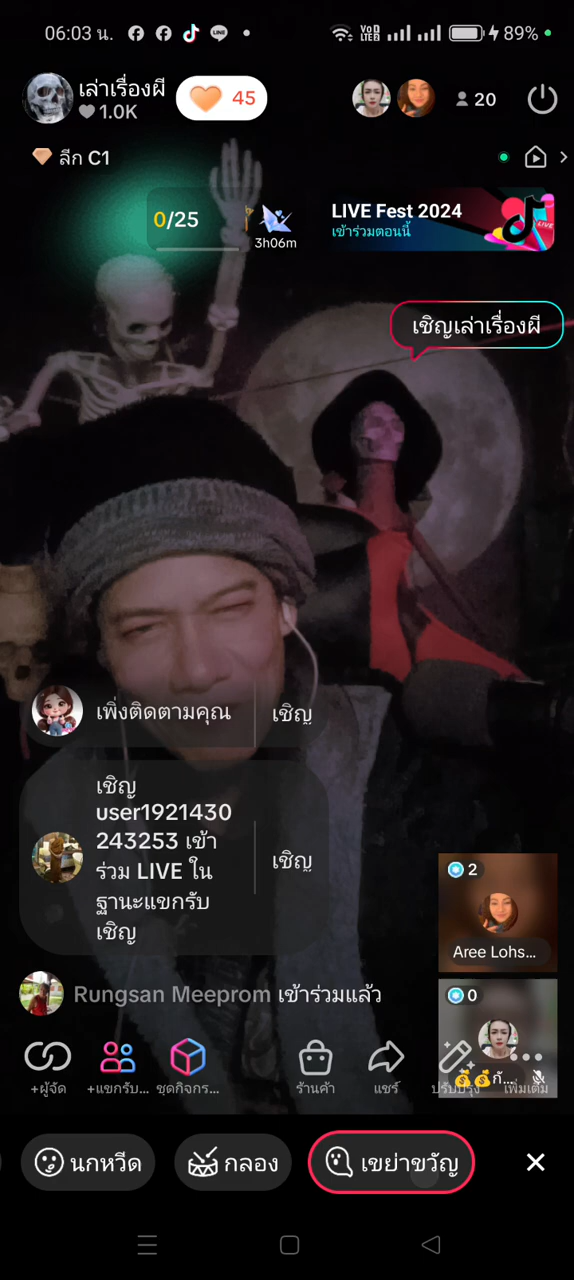 06:03 น.
VoD
LTEB
89%
เล่าเรื่องผี
1.0K
45
20
ลีก C1
0/25
3h06m
LIVE Fest 2024
เข้าร่วมตอนนี้
LIVE
เชิญเล่าเรื่องผี
เพิ่งติดตามคุณ
เชิญ
เชิญ
user1921430
243253 เข้า
ร่วม LIVE ใน
ฐานะแขกรับ
เชิญ
เชิญ
2
Aree Lohs...
Rungsan Meeprom เข้าร่วมแล้ว
0
💰💰กั...
+ผู้จัด
+แขกรับ...
ชุดกิจกร...
ร้านค้า
แชร์
ปรับปรุง
เพิ่มเติม
นกหวีด
กลอง
เขย่าขวัญ